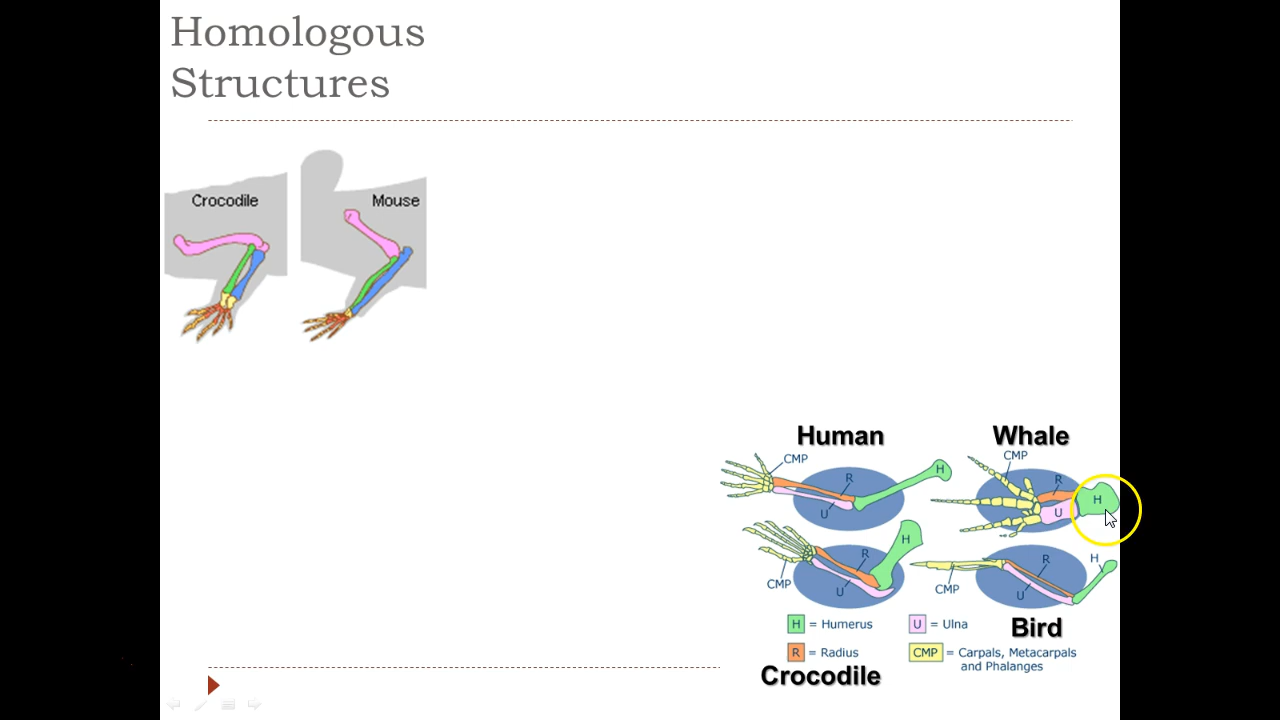 Homologous
Structures
Crocodile
Mouse
Human
Whale
CMP
H
R
U
CMP
R
H
U
H
R
U
CMP
H
R
U
CMP
H = Humerus
U = Ulna
Bird
R = Radius
CMP = Carpals, Metacarpals
and Phalanges
Crocodile